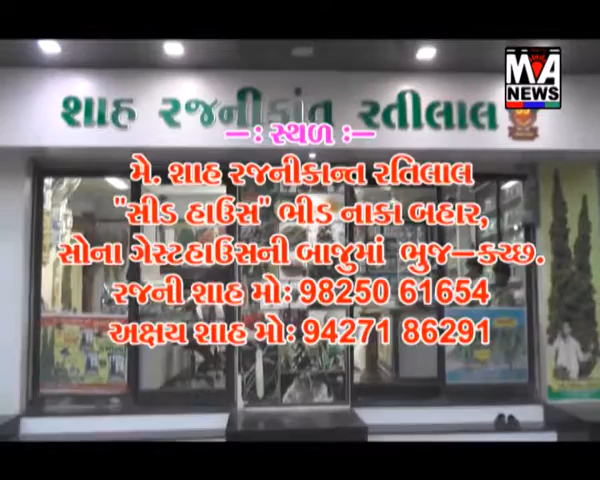 MA NEWS
શાહ રજનીકાંત રતીલાલ
–: સ્થળ :–
મે. શાહ રજનીકાન્ત રતિલાલ
"સીડ હાઉસ" ભીડ નાકા બહાર,
સોના ગેસ્ટહાઉસની બાજુમાં ભુજ–કચ્છ.
રજની શાહ મો: 98250 61654
અક્ષય શાહ મો: 94271 86291